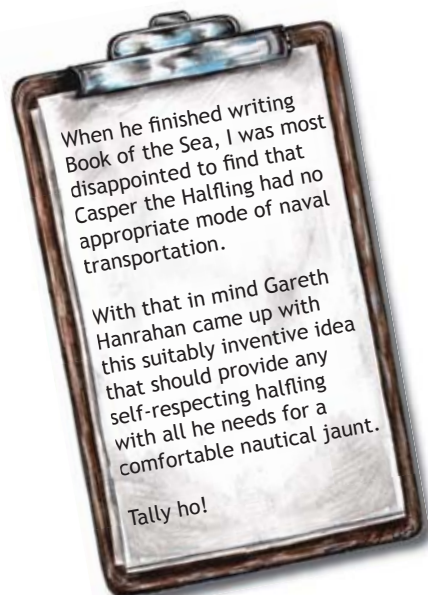 When he finished writing
Book of the Sea, I was most
disappointed to find that
Casper the Halfling had no
appropriate mode of naval
transportation.

With that in mind Gareth
Hanrahan came up with
this suitably inventive idea
that should provide any
self-respecting halfling
with all he needs for a
comfortable nautical jaunt.

Tally ho!